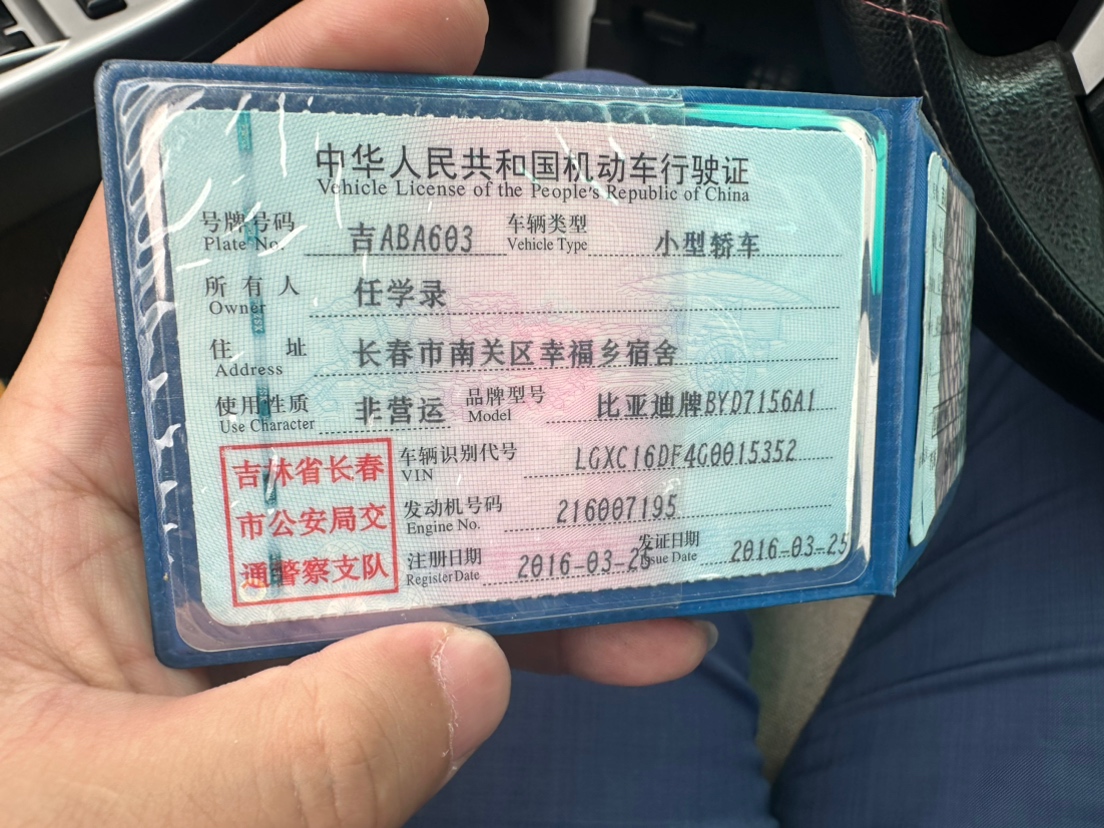 中华人民共和国机动车行驶证
Vehicle License of the People's Republic of China
号牌号码 吉ABA603 车辆类型 小型轿车
Plate No. Vehicle Type
所有人 任学录
Owner
住址 长春市南关区幸福乡宿舍
Address
使用性质 非营运 品牌型号 比亚迪牌BYD7156A1
Use Character Model
车辆识别代号 LGXC16DF4G0015352
VIN
发动机号码 216007195
Engine No.
注册日期 2016-03-25 发证日期 2016-03-25
Register Date Issue Date
吉林省长春
市公安局交
通警察支队